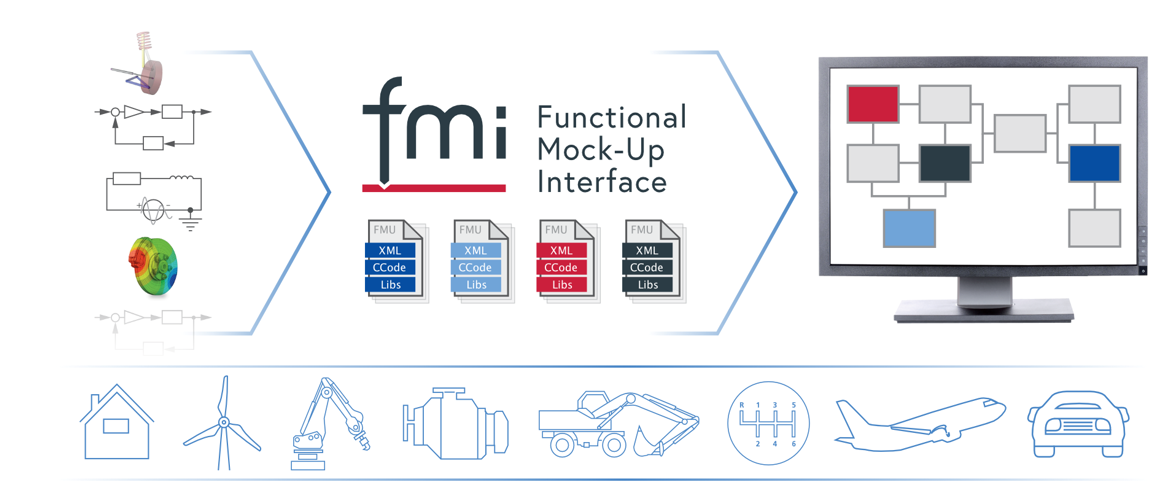 fmi
Functional
Mock-Up
Interface
FMU
XML
CCode
Libs
FMU
XML
CCode
Libs
FMU
XML
CCode
Libs
FMU
XML
CCode
Libs
+ −
R 1 3 5
2 4 6